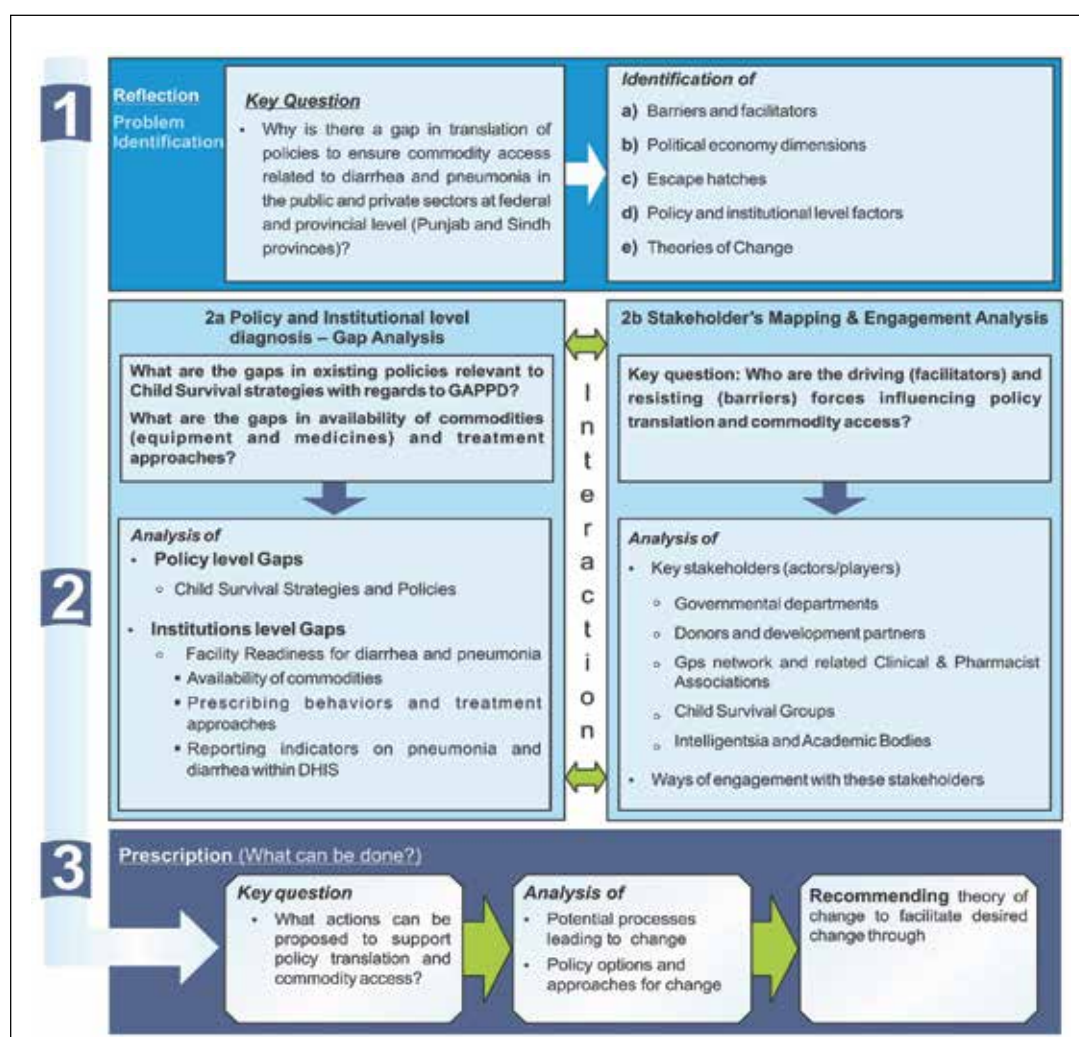 1
Reflection
Problem
Identification
Key Question
• Why is there a gap in translation of
policies to ensure commodity access
related to diarrhea and pneumonia in
the public and private sectors at federal
and provincial level (Punjab and Sindh
provinces)?
Identification of
a) Barriers and facilitators
b) Political economy dimensions
c) Escape hatches
d) Policy and institutional level factors
e) Theories of Change
2
2a Policy and Institutional level
diagnosis – Gap Analysis
What are the gaps in existing policies relevant to
Child Survival strategies with regards to GAPPD?
What are the gaps in availability of commodities
(equipment and medicines) and treatment
approaches?
Analysis of
• Policy level Gaps
◦ Child Survival Strategies and Policies
• Institutions level Gaps
◦ Facility Readiness for diarrhea and pneumonia
▪ Availability of commodities
▪ Prescribing behaviors and treatment
approaches
▪ Reporting indicators on pneumonia and
diarrhea within DHIS
Interaction
2b Stakeholder's Mapping & Engagement Analysis
Key question: Who are the driving (facilitators) and
resisting (barriers) forces influencing policy
translation and commodity access?
Analysis of
• Key stakeholders (actors/players)
◦ Governmental departments
◦ Donors and development partners
◦ Gps network and related Clinical & Pharmacist
Associations
◦ Child Survival Groups
◦ Intelligentsia and Academic Bodies
• Ways of engagement with these stakeholders
3
Prescription (What can be done?)
Key question
• What actions can be
proposed to support
policy translation and
commodity access?
Analysis of
• Potential processes
leading to change
• Policy options and
approaches for change
Recommending theory of
change to facilitate desired
change through